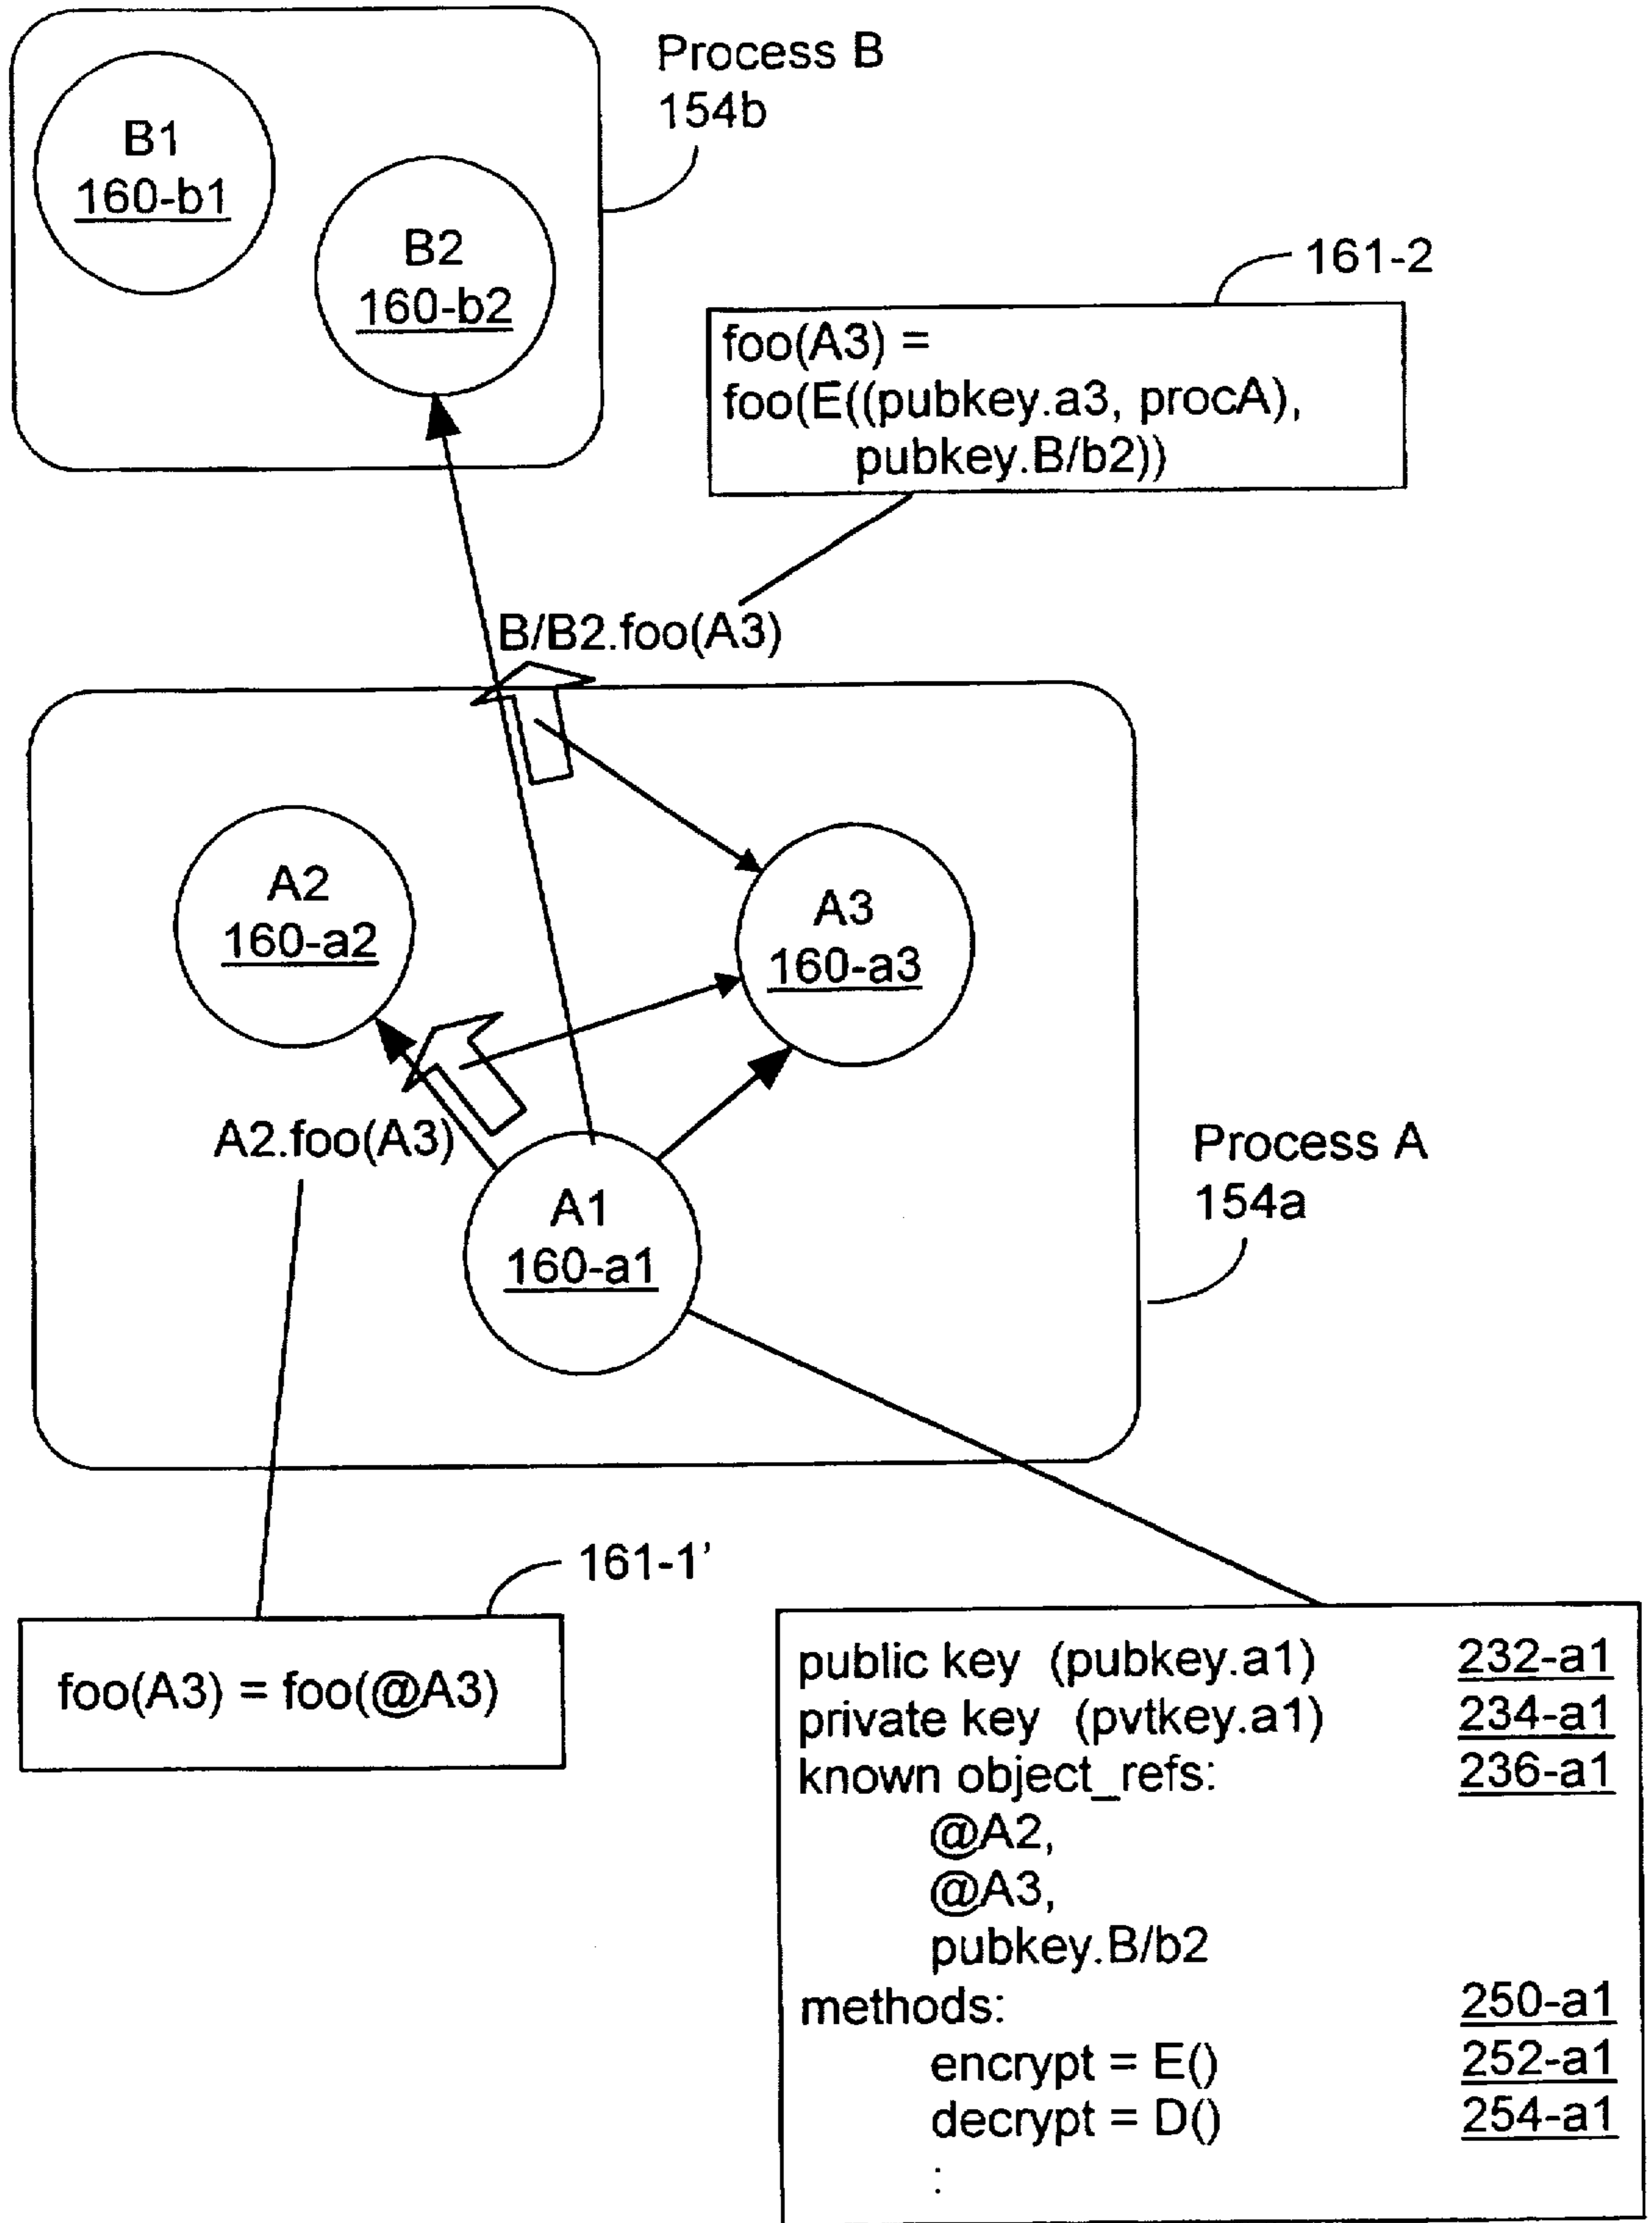 Process B
154b
B1
160-b1
B2
160-b2
161-2
foo(A3) =
foo(E((pubkey.a3, procA),
pubkey.B/b2))
B/B2.foo(A3)
A2
160-a2
A3
160-a3
A2.foo(A3)
A1
160-a1
Process A
154a
161-1’
foo(A3) = foo(@A3)
public key (pubkey.a1) 232-a1
private key (pvtkey.a1) 234-a1
known object_refs: 236-a1
@A2,
@A3,
pubkey.B/b2
methods: 250-a1
encrypt = E() 252-a1
decrypt = D() 254-a1
: